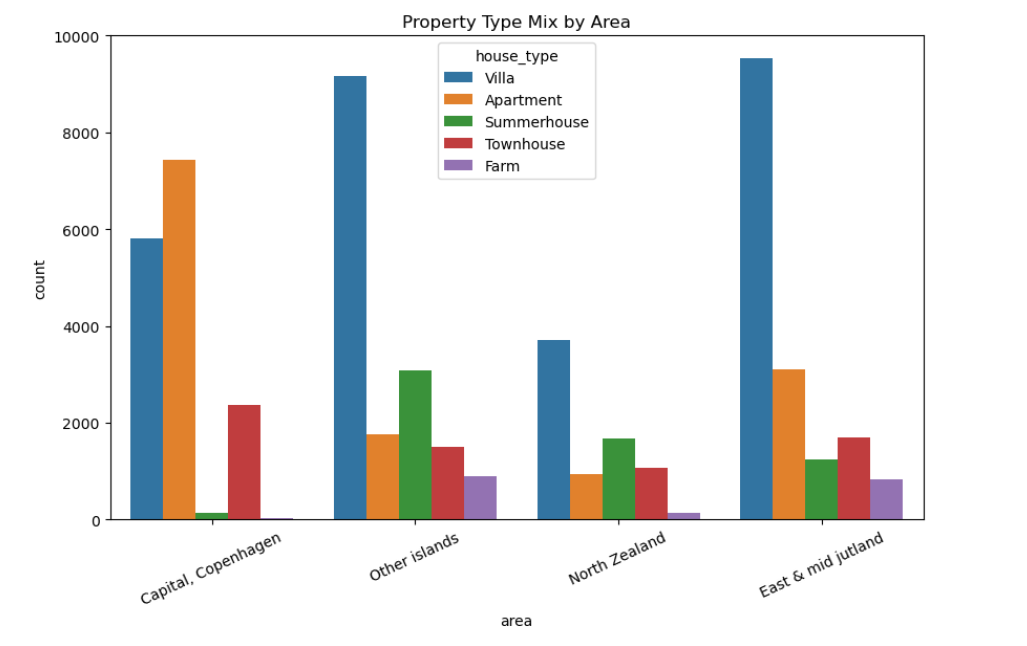 Property Type Mix by Area
10000
8000
6000
4000
2000
0
count
house_type
Villa
Apartment
Summerhouse
Townhouse
Farm
Capital, Copenhagen
Other islands
North Zealand
East & mid jutland
area